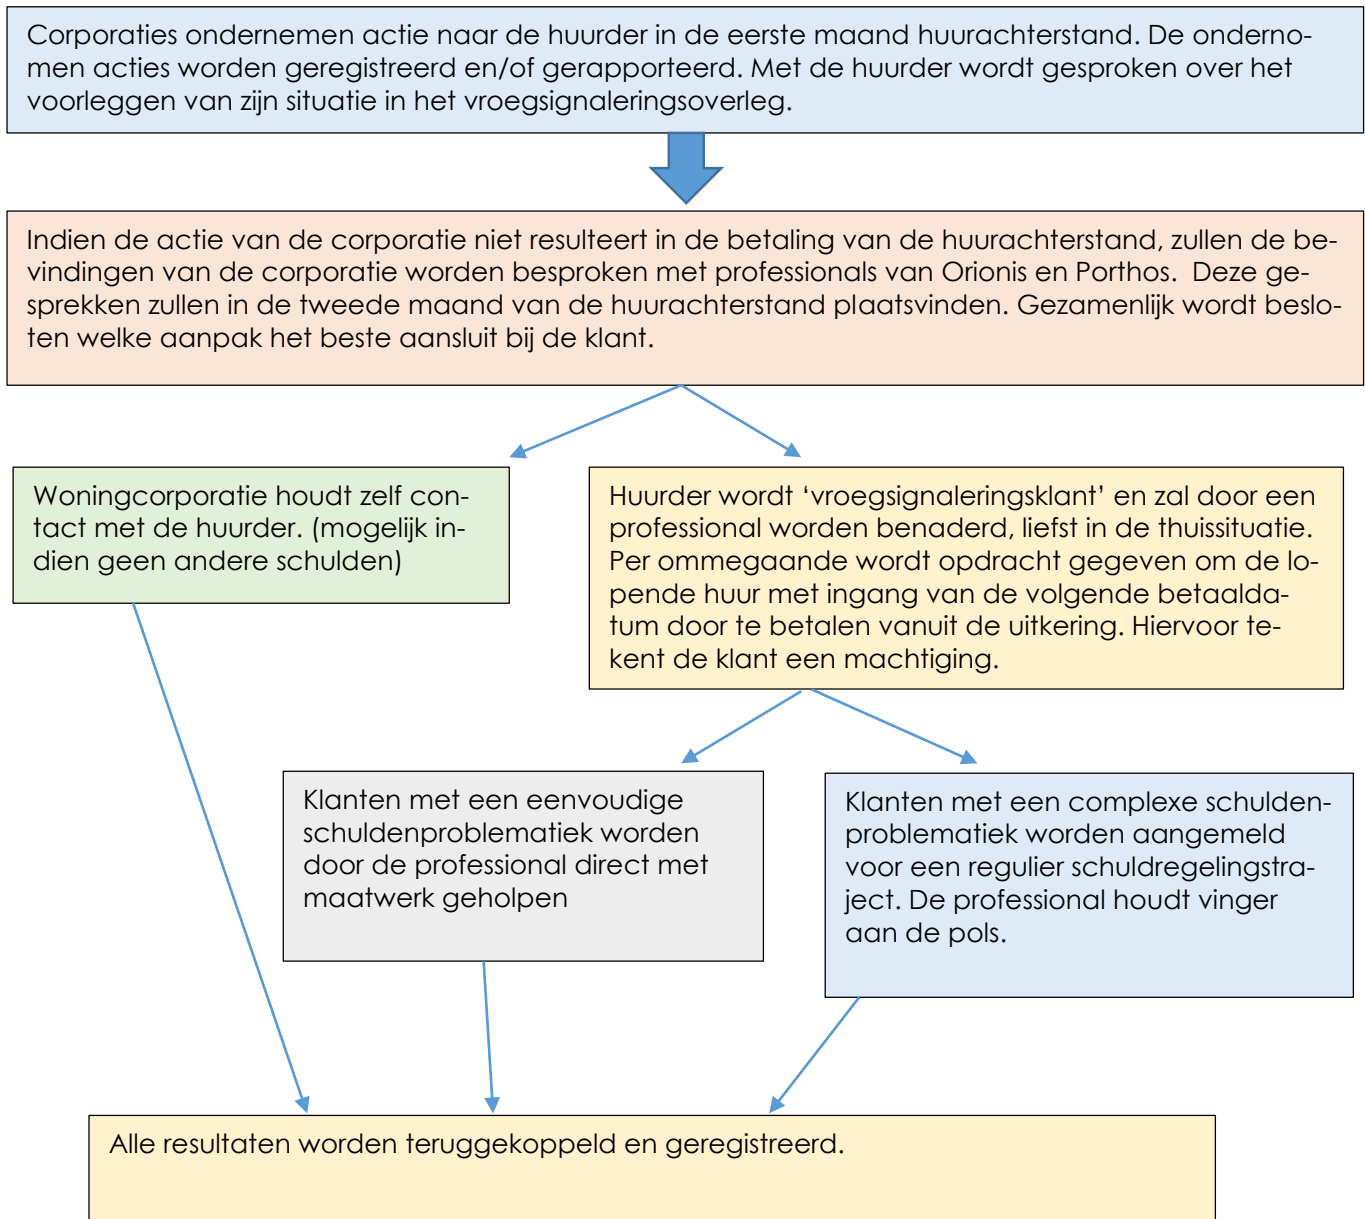 Corporaties ondernemen actie naar de huurder in de eerste maand huurachterstand. De onderno-
men acties worden geregistreerd en/of gerapporteerd. Met de huurder wordt gesproken over het
voorleggen van zijn situatie in het vroegsignaleringsoverleg.
Indien de actie van de corporatie niet resulteert in de betaling van de huurachterstand, zullen de be-
vindingen van de corporatie worden besproken met professionals van Orionis en Porthos.  Deze ge-
sprekken zullen in de tweede maand van de huurachterstand plaatsvinden. Gezamenlijk wordt beslo-
ten welke aanpak het beste aansluit bij de klant.
Woningcorporatie houdt zelf con-
tact met de huurder. (mogelijk in-
dien geen andere schulden)
Huurder wordt ‘vroegsignaleringsklant’ en zal door een
professional worden benaderd, liefst in de thuissituatie.
Per ommegaande wordt opdracht gegeven om de lo-
pende huur met ingang van de volgende betaalda-
tum door te betalen vanuit de uitkering. Hiervoor te-
kent de klant een machtiging.
Klanten met een eenvoudige
schuldenproblematiek worden
door de professional direct met
maatwerk geholpen
Klanten met een complexe schulden-
problematiek worden aangemeld
voor een regulier schuldregelingstra-
ject. De professional houdt vinger
aan de pols.
Alle resultaten worden teruggekoppeld en geregistreerd.